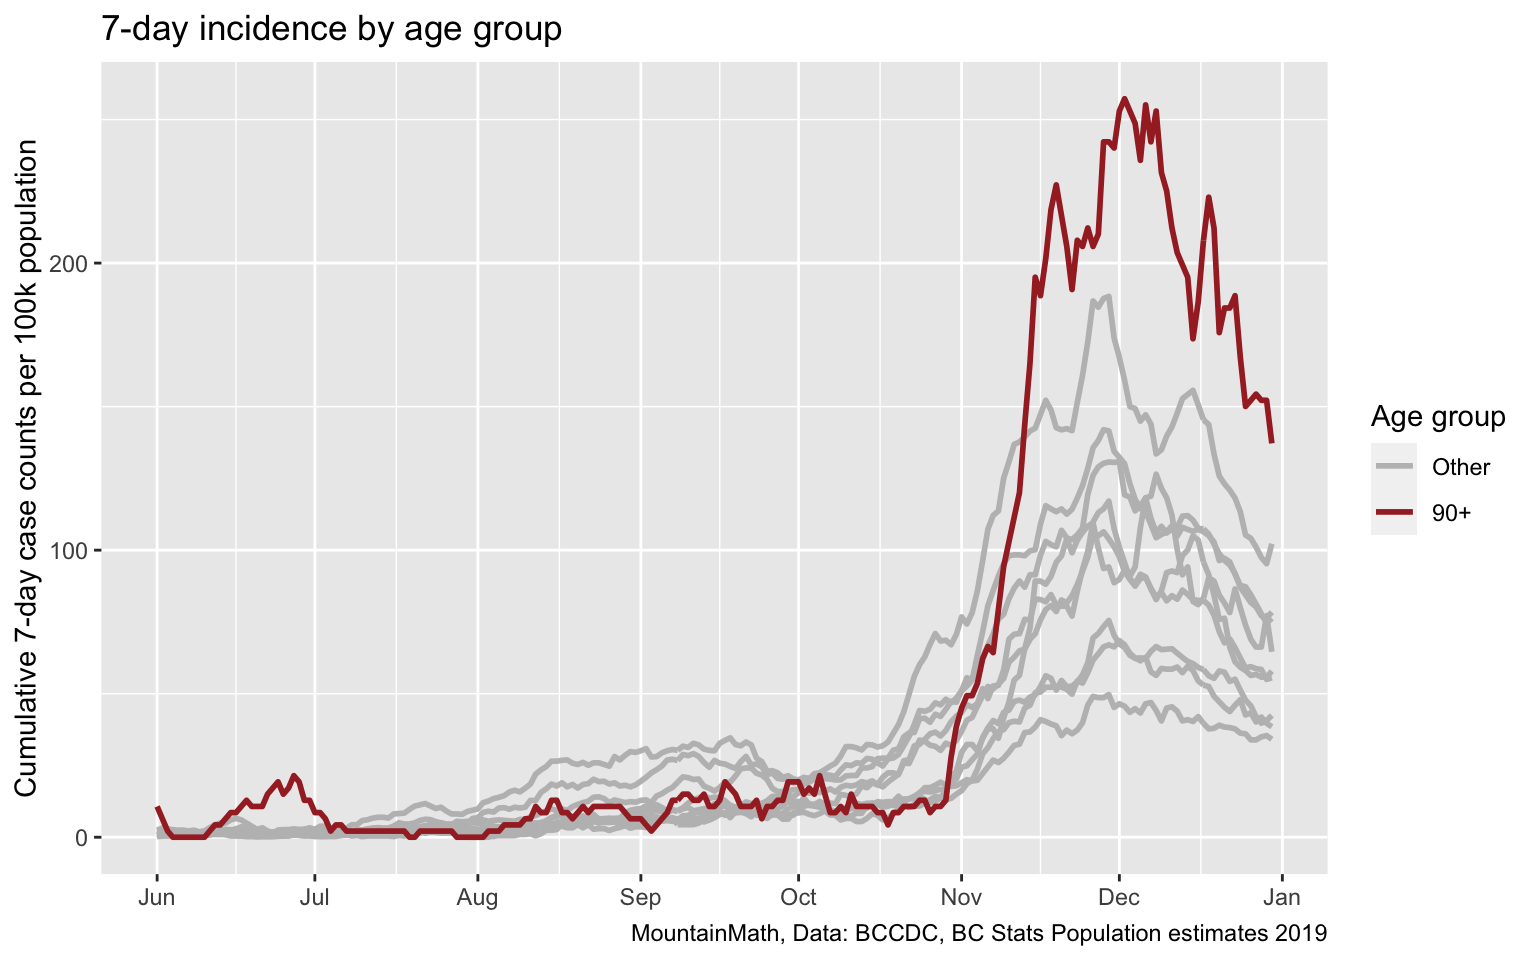 7-day incidence by age group
Cumulative 7-day case counts per 100k population
200
100
0
Jun Jul Aug Sep Oct Nov Dec Jan
Age group
Other
90+
MountainMath, Data: BCCDC, BC Stats Population estimates 2019